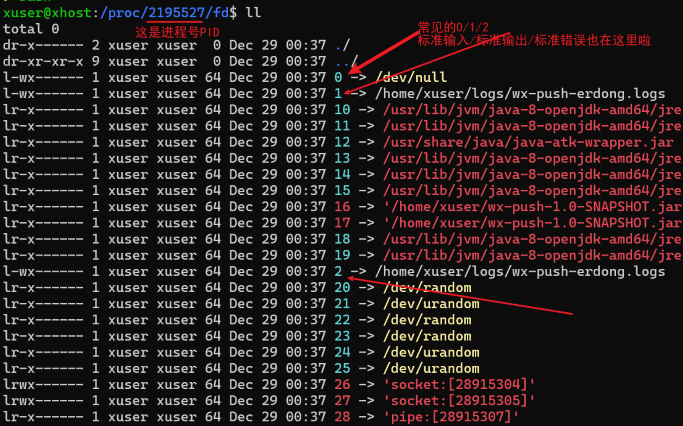 xuser@xhost:/proc/2195527/fd$ ll
total 0
这是进程号PID
常见的0/1/2
标准输入/标准输出/标准错误也在这里啦
dr-x------ 2 xuser xuser  0 Dec 29 00:37 ./
dr-xr-xr-x 9 xuser xuser  0 Dec 29 00:37 ../
l-wx------ 1 xuser xuser 64 Dec 29 00:37 0 -> /dev/null
l-wx------ 1 xuser xuser 64 Dec 29 00:37 1 -> /home/xuser/logs/wx-push-erdong.logs
lr-x------ 1 xuser xuser 64 Dec 29 00:37 10 -> /usr/lib/jvm/java-8-openjdk-amd64/jre
lr-x------ 1 xuser xuser 64 Dec 29 00:37 11 -> /usr/lib/jvm/java-8-openjdk-amd64/jre
lr-x------ 1 xuser xuser 64 Dec 29 00:37 12 -> /usr/share/java/java-atk-wrapper.jar
lr-x------ 1 xuser xuser 64 Dec 29 00:37 13 -> /usr/lib/jvm/java-8-openjdk-amd64/jre
lr-x------ 1 xuser xuser 64 Dec 29 00:37 14 -> /usr/lib/jvm/java-8-openjdk-amd64/jre
lr-x------ 1 xuser xuser 64 Dec 29 00:37 15 -> /usr/lib/jvm/java-8-openjdk-amd64/jre
lr-x------ 1 xuser xuser 64 Dec 29 00:37 16 -> '/home/xuser/wx-push-1.0-SNAPSHOT.jar
lr-x------ 1 xuser xuser 64 Dec 29 00:37 17 -> '/home/xuser/wx-push-1.0-SNAPSHOT.jar
lr-x------ 1 xuser xuser 64 Dec 29 00:37 18 -> /usr/lib/jvm/java-8-openjdk-amd64/jre
lr-x------ 1 xuser xuser 64 Dec 29 00:37 19 -> /usr/lib/jvm/java-8-openjdk-amd64/jre
l-wx------ 1 xuser xuser 64 Dec 29 00:37 2 -> /home/xuser/logs/wx-push-erdong.logs
lr-x------ 1 xuser xuser 64 Dec 29 00:37 20 -> /dev/random
lr-x------ 1 xuser xuser 64 Dec 29 00:37 21 -> /dev/urandom
lr-x------ 1 xuser xuser 64 Dec 29 00:37 22 -> /dev/random
lr-x------ 1 xuser xuser 64 Dec 29 00:37 23 -> /dev/random
lr-x------ 1 xuser xuser 64 Dec 29 00:37 24 -> /dev/urandom
lr-x------ 1 xuser xuser 64 Dec 29 00:37 25 -> /dev/urandom
lrwx------ 1 xuser xuser 64 Dec 29 00:37 26 -> 'socket:[28915304]'
lrwx------ 1 xuser xuser 64 Dec 29 00:37 27 -> 'socket:[28915305]'
lr-x------ 1 xuser xuser 64 Dec 29 00:37 28 -> 'pipe:[28915307]'